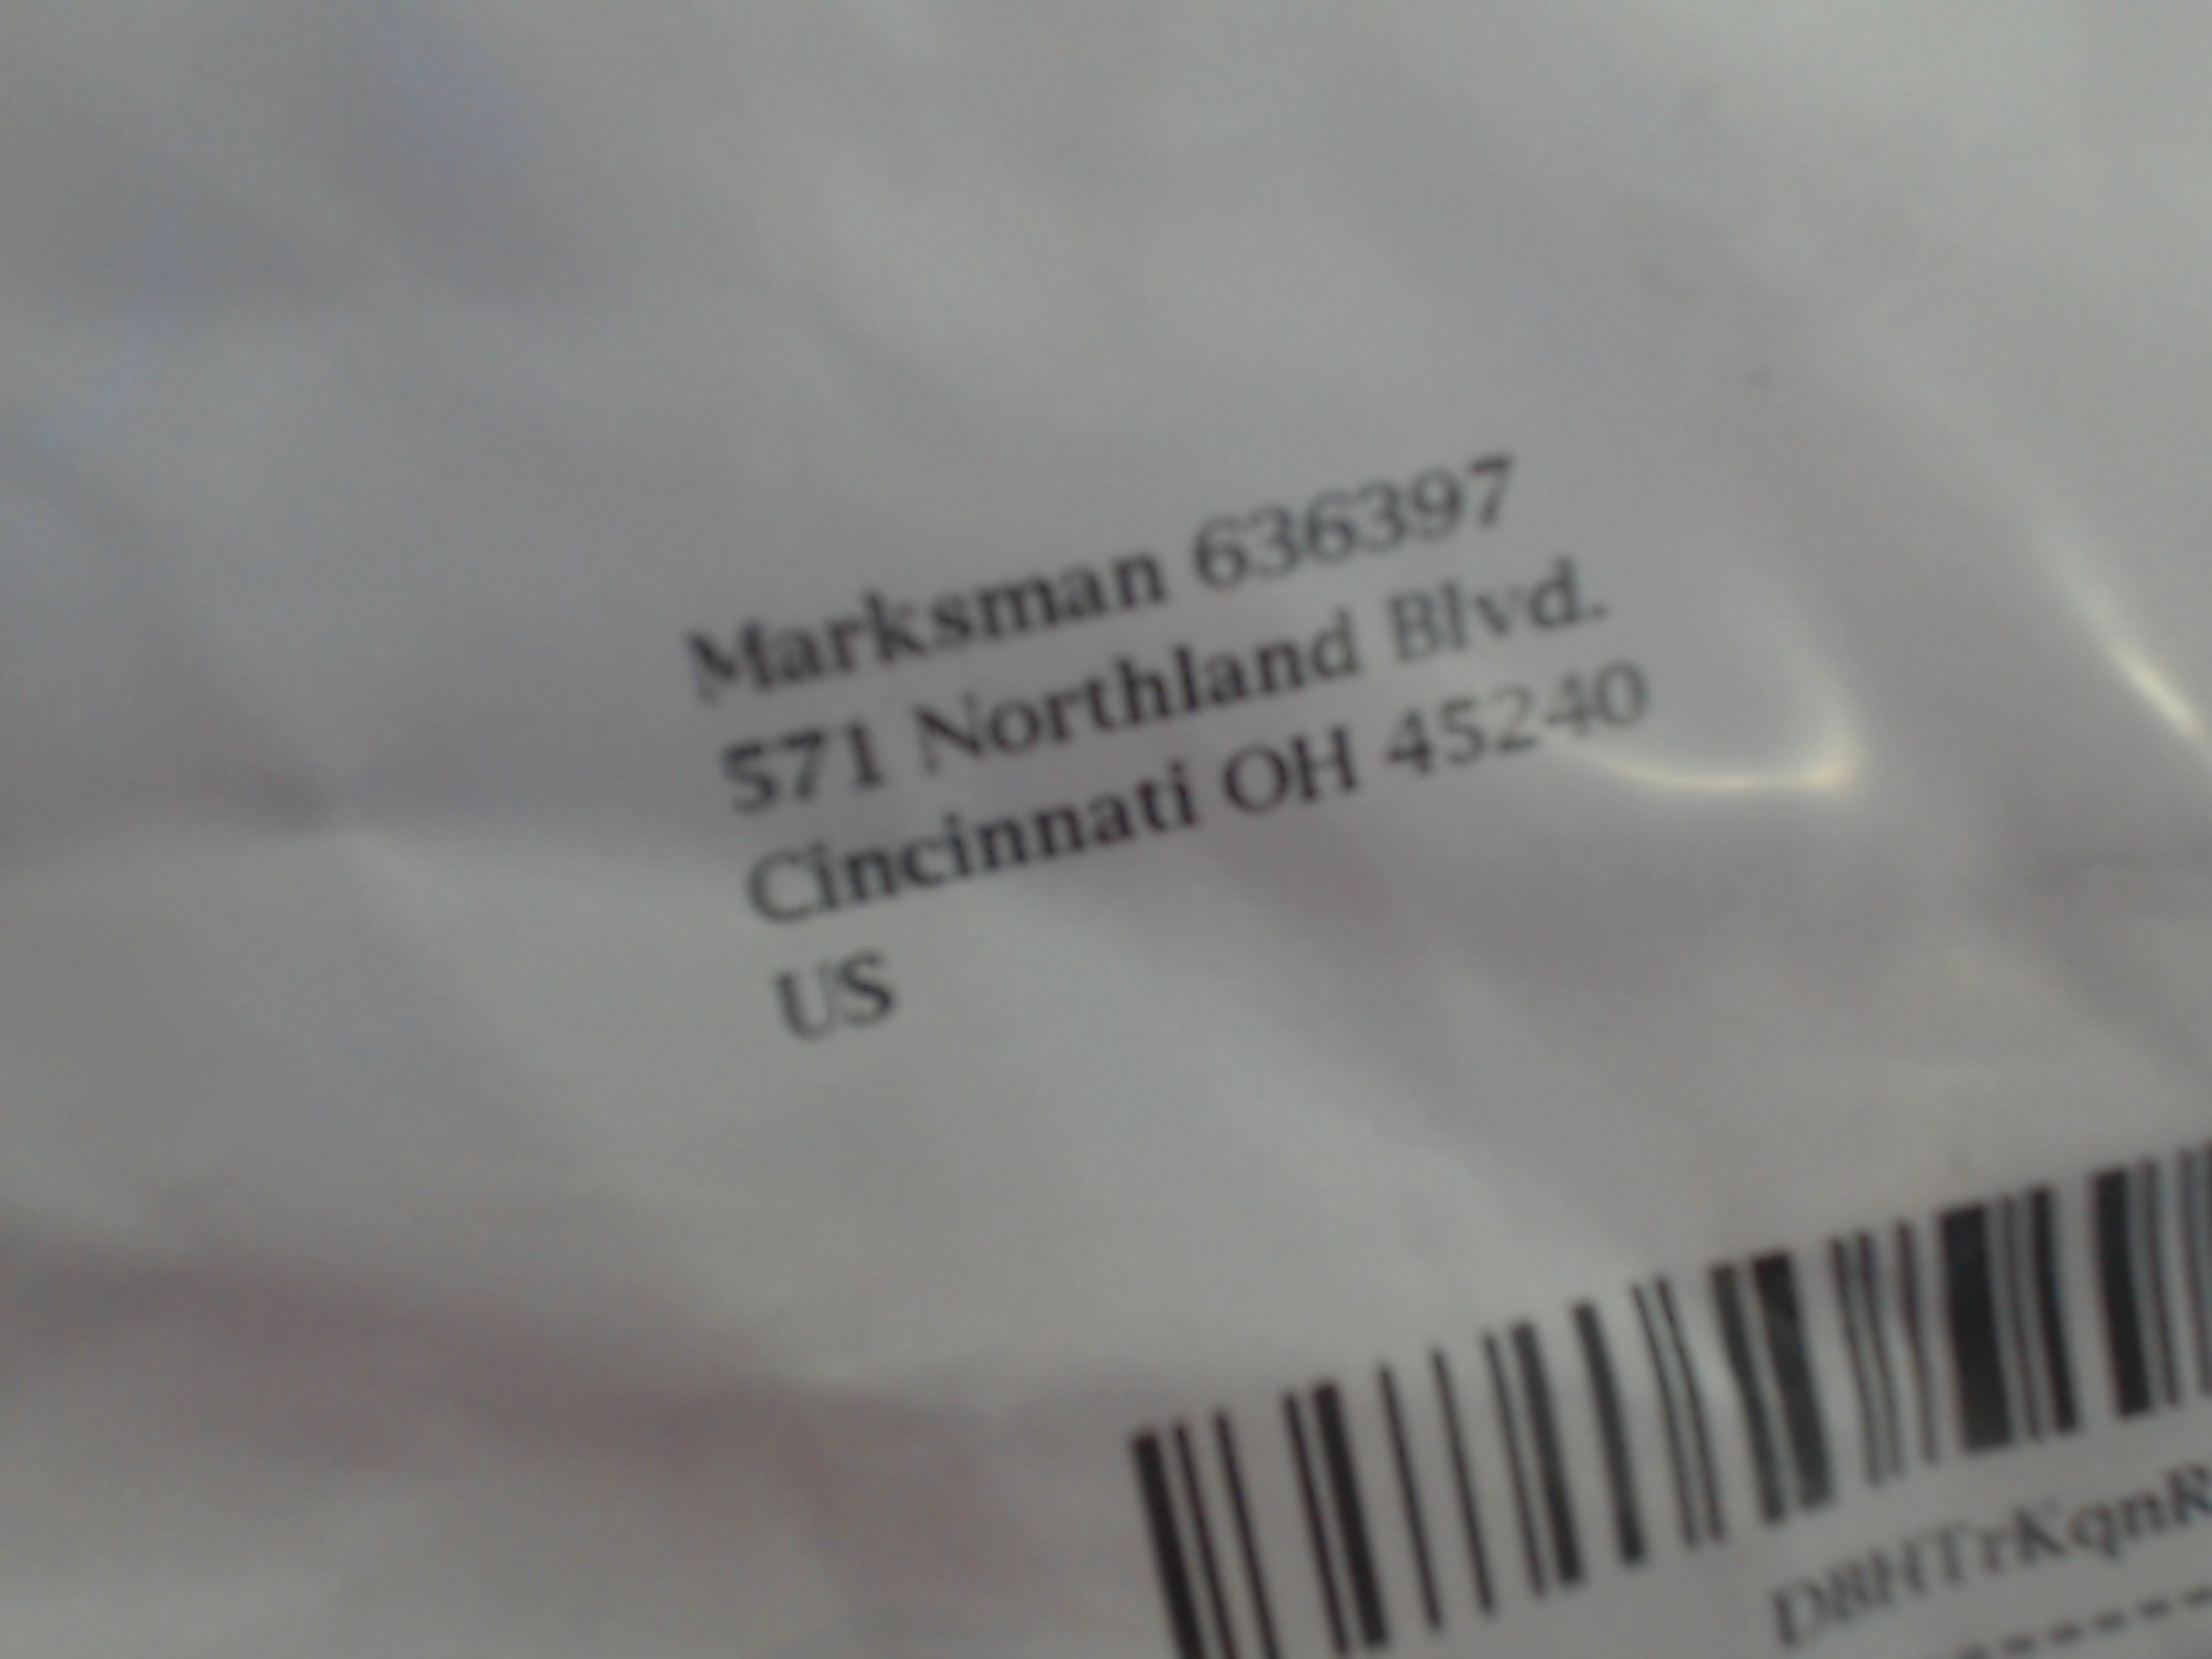 Marksman 636397
571 Northland Blvd.
Cincinnati OH 45240
US